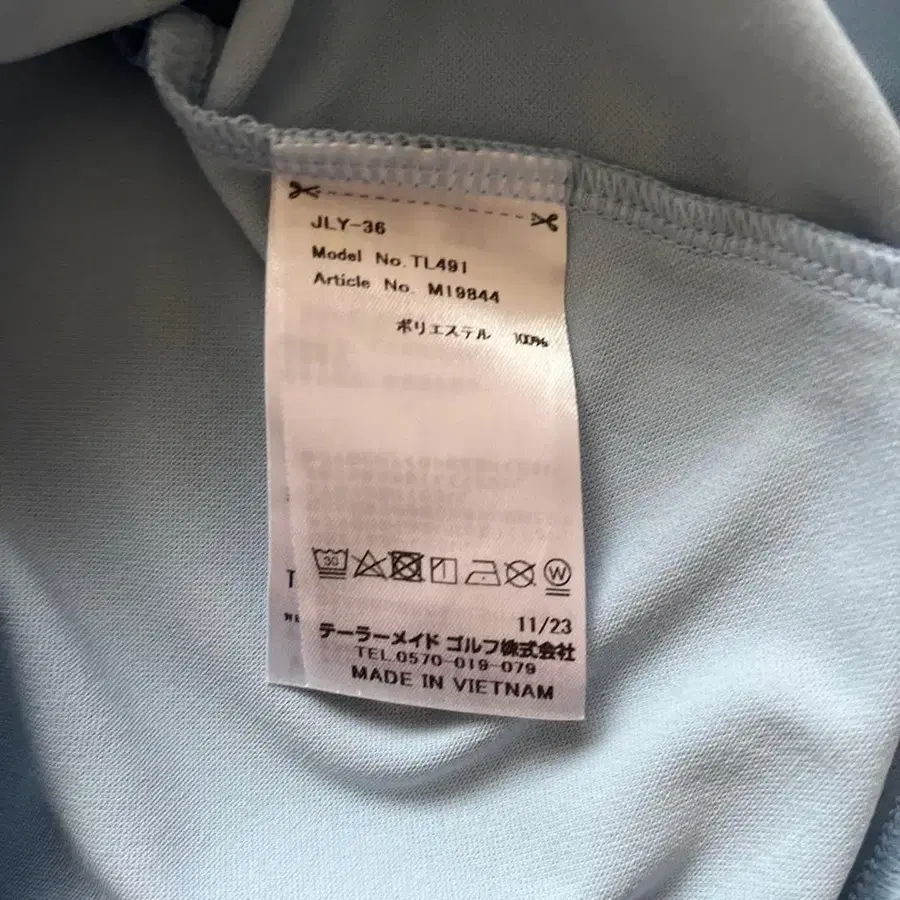 JLY-36
Model No. TL491
Article No. M19844
ポリエステル 100%
30
W
11/23
テーラーメイド ゴルフ株式会社
TEL.0570-019-079
MADE IN VIETNAM